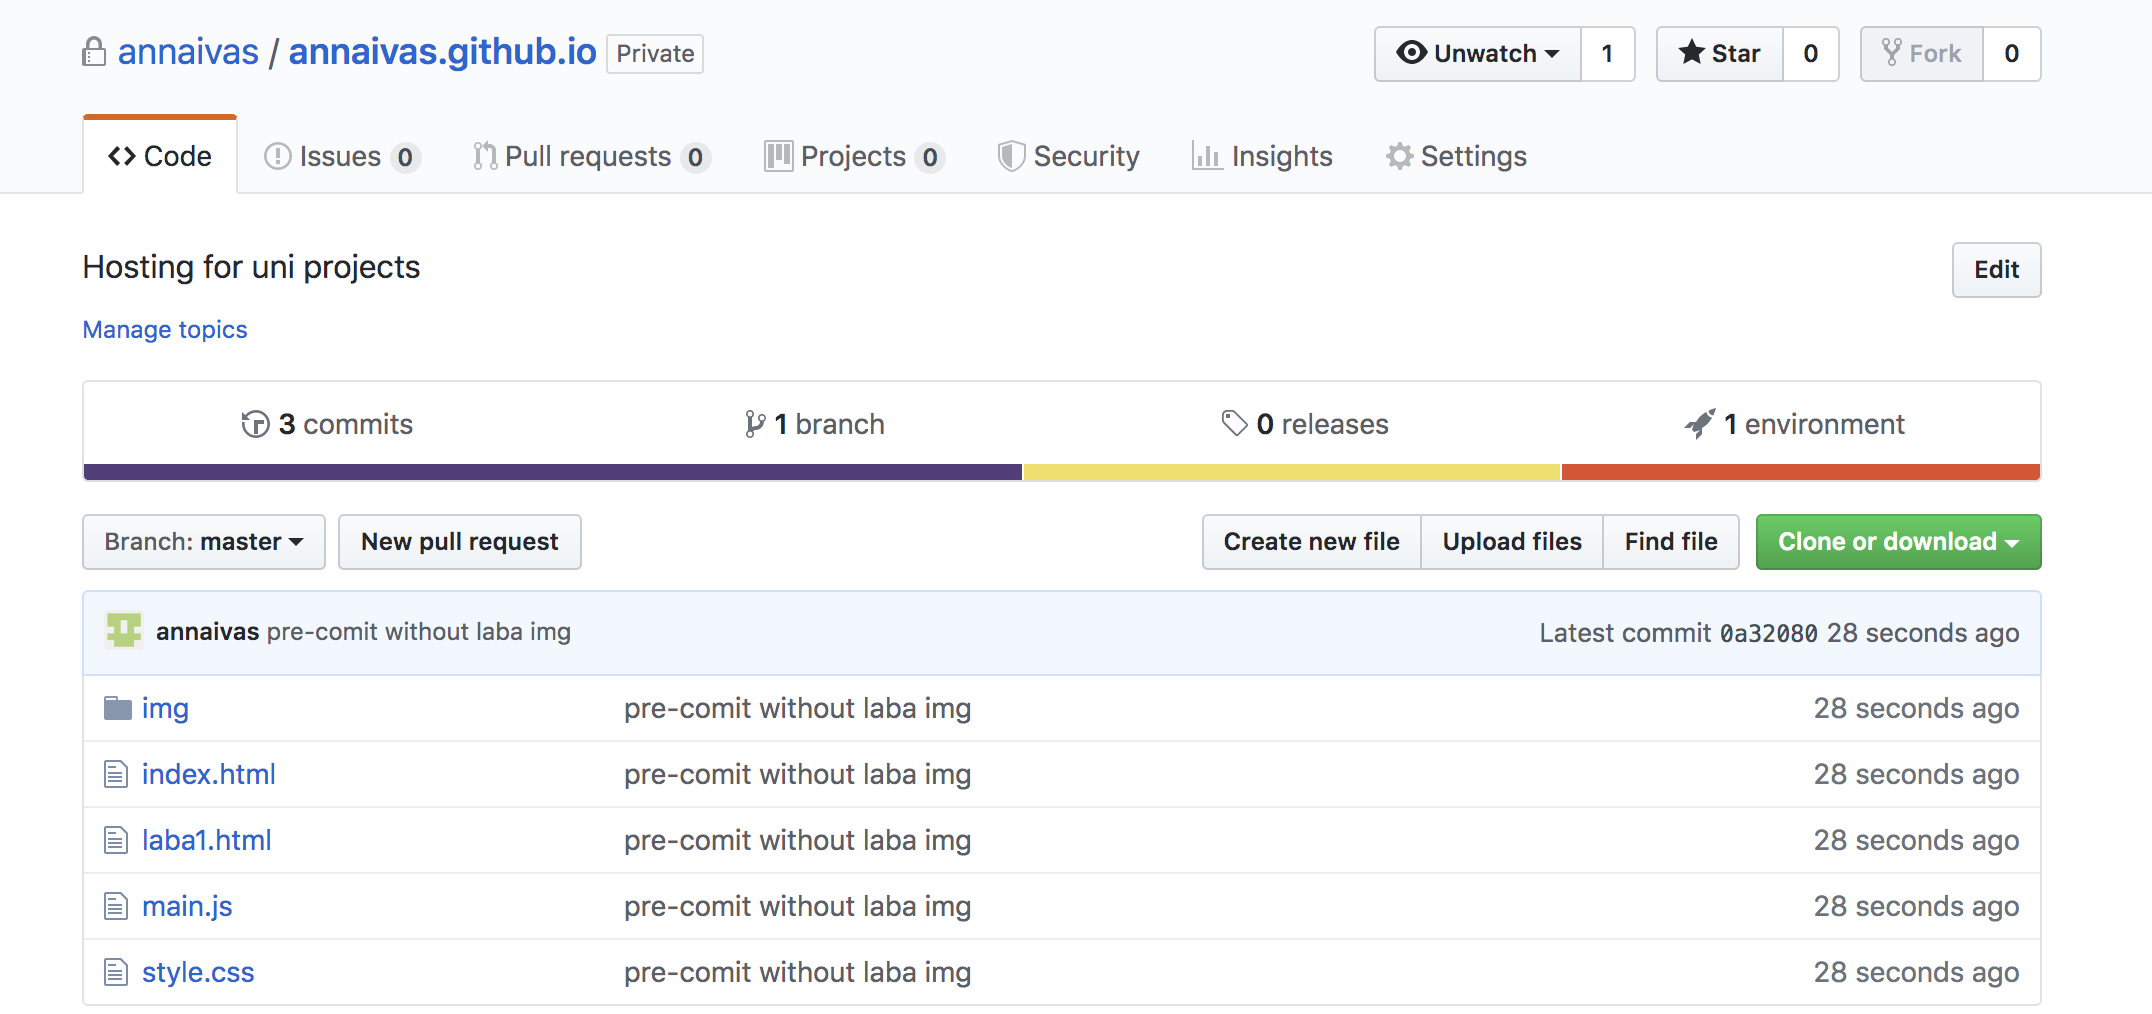 annaivas / annaivas.github.io Private Unwatch 1 Star 0 Fork 0
Code Issues 0 Pull requests 0 Projects 0 Security Insights Settings
Hosting for uni projects Edit
Manage topics
3 commits 1 branch 0 releases 1 environment
Branch: master New pull request Create new file Upload files Find file Clone or download
annaivas pre-comit without laba img Latest commit 0a32080 28 seconds ago
img pre-comit without laba img 28 seconds ago
index.html pre-comit without laba img 28 seconds ago
laba1.html pre-comit without laba img 28 seconds ago
main.js pre-comit without laba img 28 seconds ago
style.css pre-comit without laba img 28 seconds ago